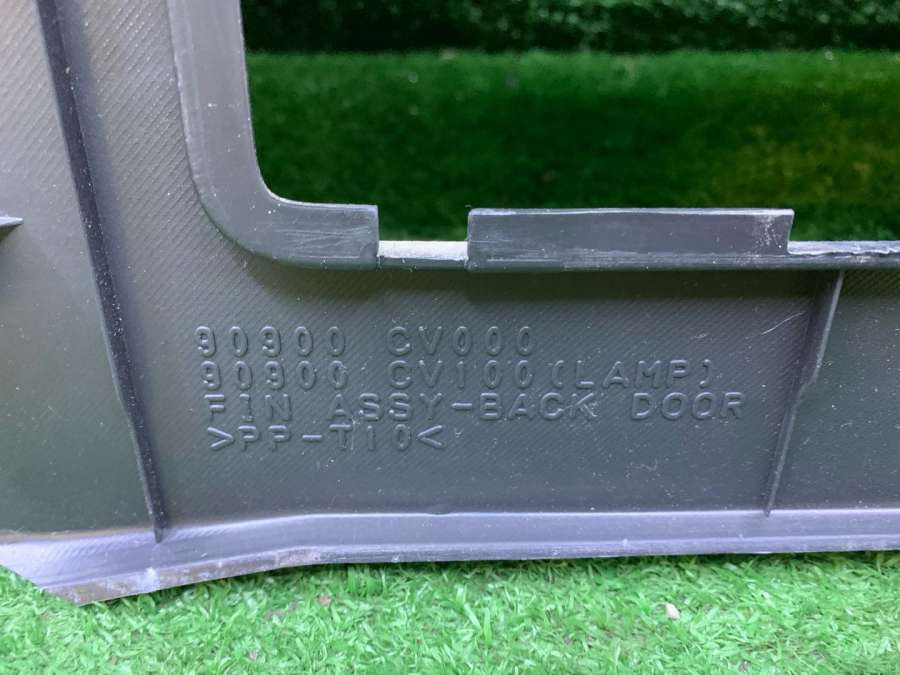 90900 CV000
90900 CV100(LAMP)
FIN ASSY-BACK DOOR
>PP-T10<